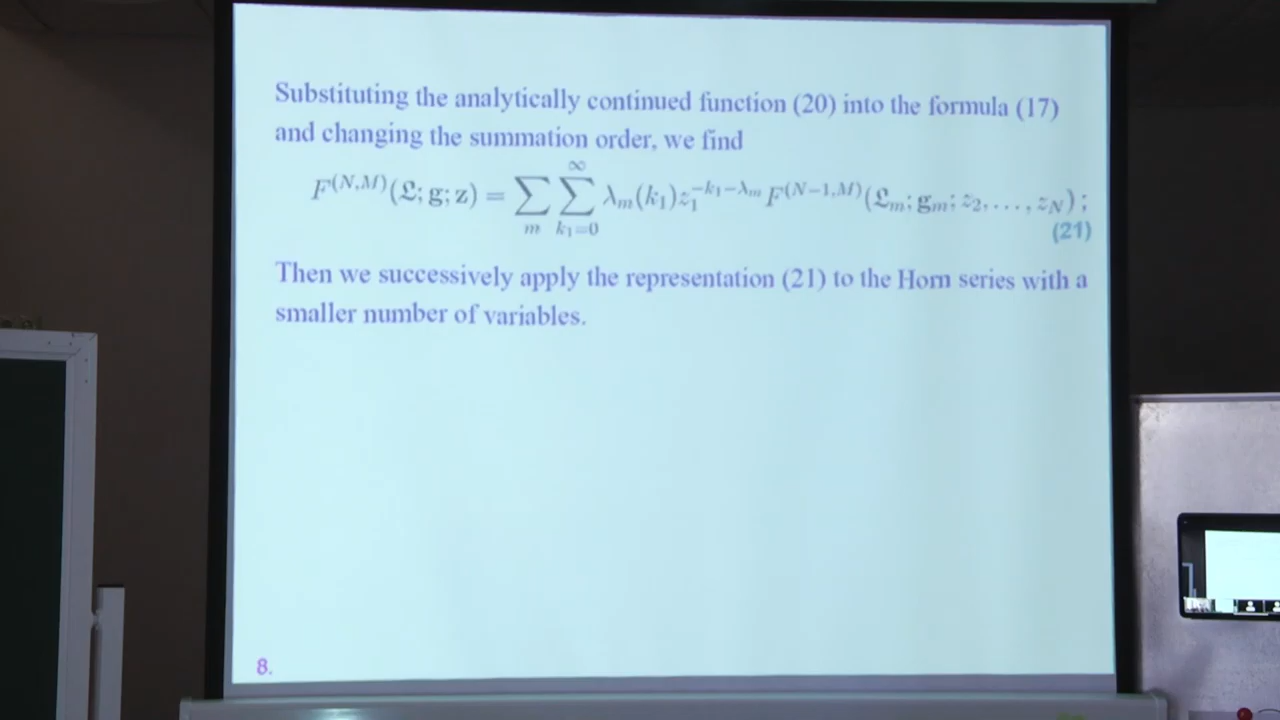 Substituting the analytically continued function (20) into the formula (17)
and changing the summation order, we find
F^{(N,M)}(𝔏; g; z) = ∑_m ∑_{k_1=0}^{∞} λ_m(k_1) z_1^{-k_1-λ_m} F^{(N-1,M)}(𝔏_m; g_m; z_2, . . . , z_N);
(21)
Then we successively apply the representation (21) to the Horn series with a
smaller number of variables.
8.